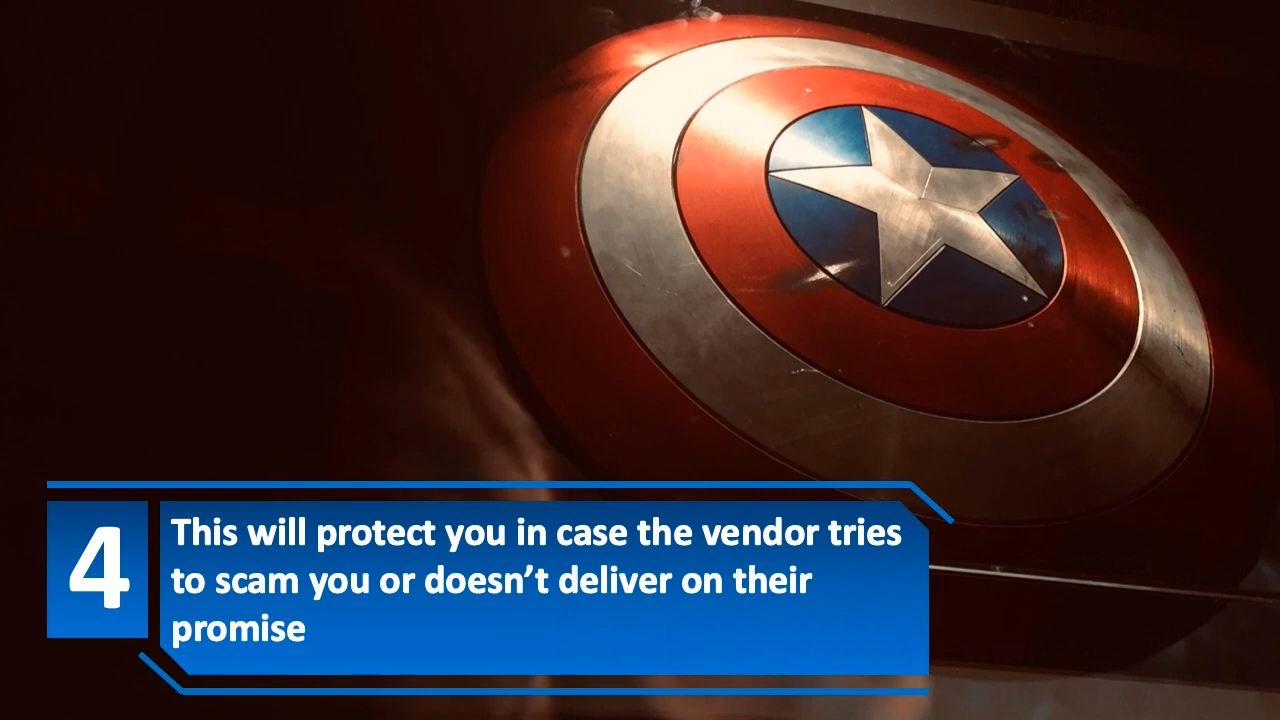 4
This will protect you in case the vendor tries
to scam you or doesn’t deliver on their
promise